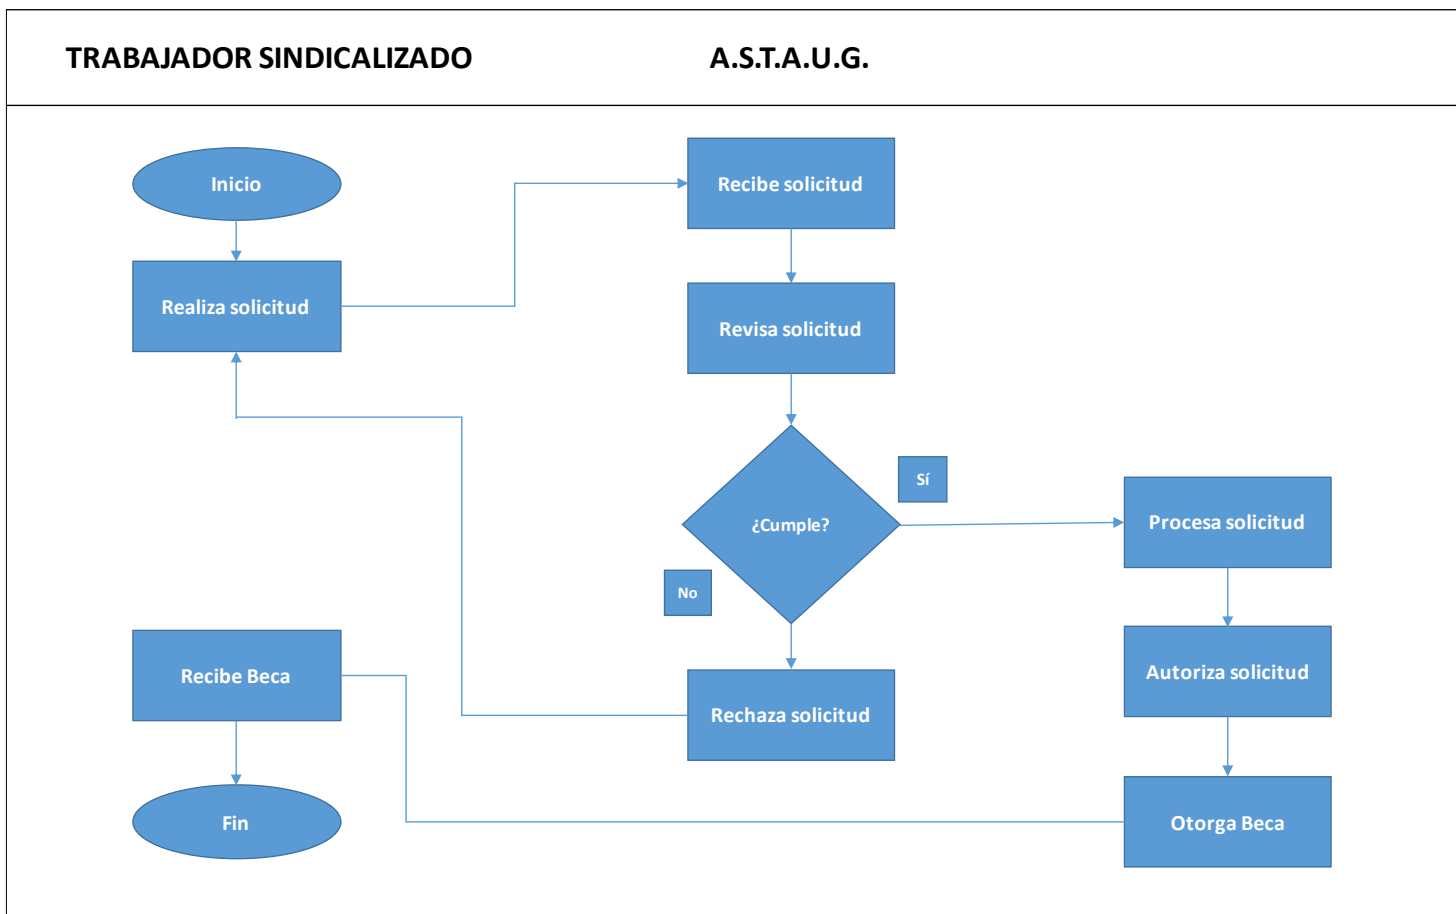 TRABAJADOR SINDICALIZADO
A.S.T.A.U.G.
Inicio
Realiza solicitud
Recibe solicitud
Revisa solicitud
¿Cumple?
Sí
No
Procesa solicitud
Autoriza solicitud
Rechaza solicitud
Otorga Beca
Recibe Beca
Fin